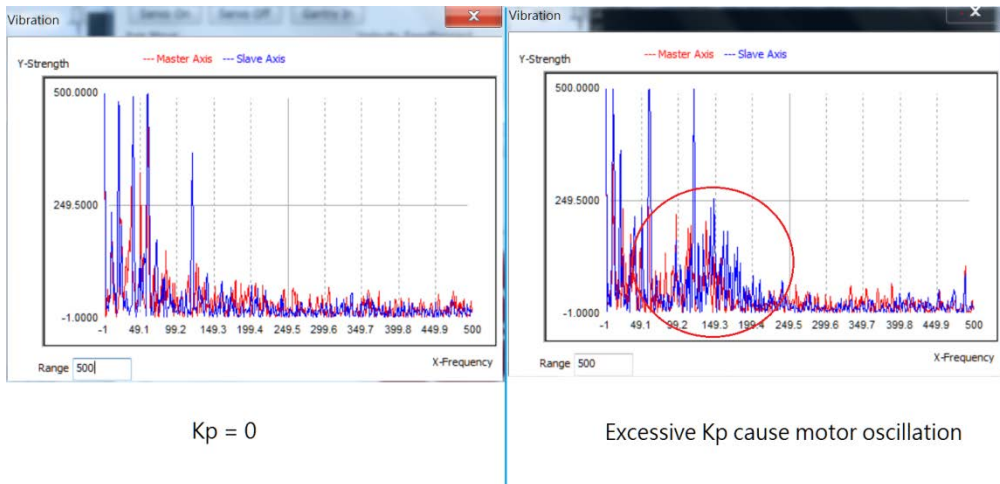 Vibration
Y-Strength
--- Master Axis --- Slave Axis
500.0000
249.5000
-1.0000
-1 49.1 99.2 149.3 199.4 249.5 299.6 349.7 399.8 449.9 500
Range 500
X-Frequency
Kp = 0
Vibration
Y-Strength
--- Master Axis --- Slave Axis
500.0000
249.5000
-1.0000
-1 49.1 99.2 149.3 199.4 249.5 299.6 349.7 399.8 449.9 500
Range 500
X-Frequency
Excessive Kp cause motor oscillation